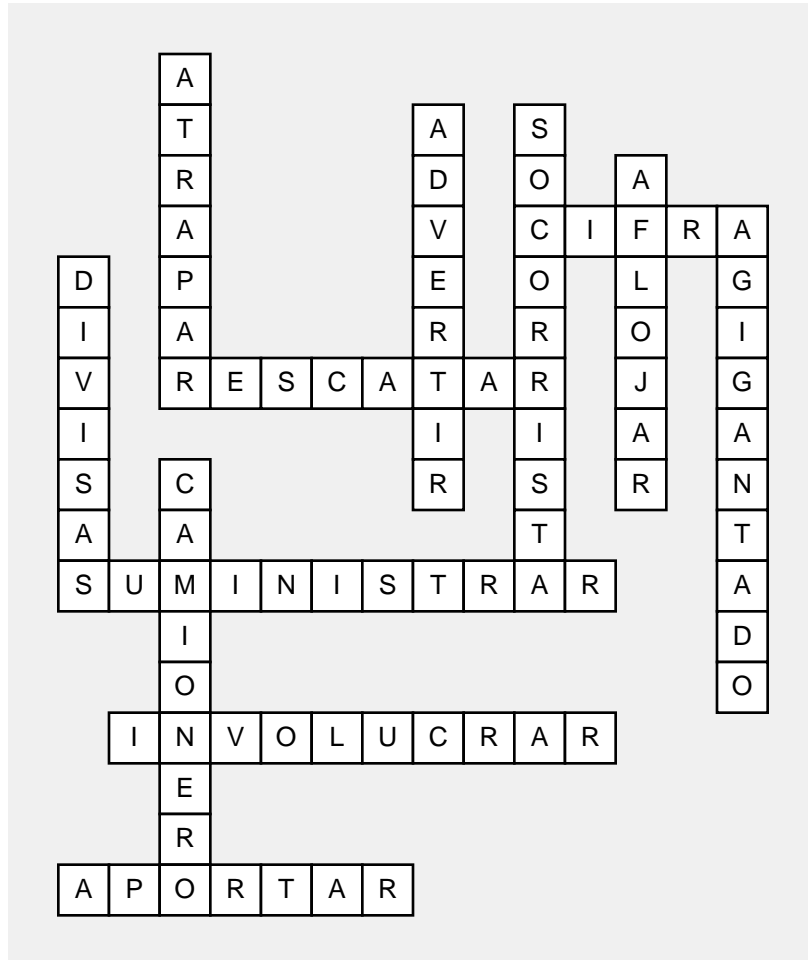 ATRAPAR
ADVERTIR
SOCORRISTA
AFLOJAR
CIFRA
AGIGANTADO
DIVISAS
RESCATAR
CAMIONERO
SUMINISTRAR
INVOLUCRAR
APORTAR